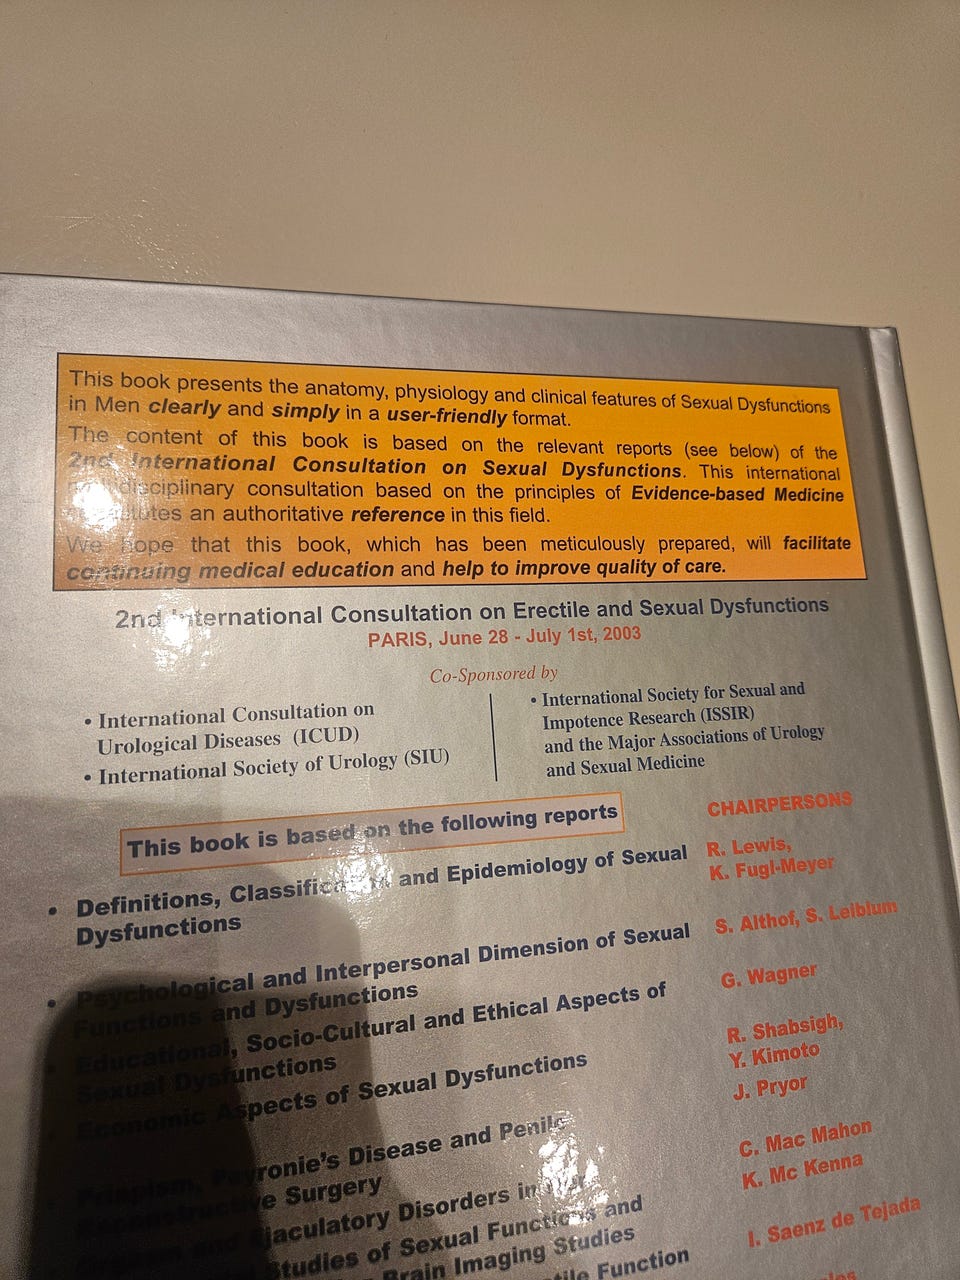 This book presents the anatomy, physiology and clinical features of Sexual Dysfunctions
in Men clearly and simply in a user-friendly format.
The content of this book is based on the relevant reports (see below) of the
2nd International Consultation on Sexual Dysfunctions. This international
disciplinary consultation based on the principles of Evidence-based Medicine
an authoritative reference in this field.
We hope that this book, which has been meticulously prepared, will facilitate
continuing medical education and help to improve quality of care.
2nd International Consultation on Erectile and Sexual Dysfunctions
PARIS, June 28 - July 1st, 2003
Co-Sponsored by
• International Consultation on
Urological Diseases (ICUD)
• International Society of Urology (SIU)
• International Society for Sexual and
Impotence Research (ISSIR)
and the Major Associations of Urology
and Sexual Medicine
This book is based on the following reports
CHAIRPERSONS
• Definitions, Classification and Epidemiology of Sexual
Dysfunctions
R. Lewis,
K. Fugl-Meyer
• Psychological and Interpersonal Dimension of Sexual
Functions and Dysfunctions
S. Althof, S. Leiblum
• Educational, Socio-Cultural and Ethical Aspects of
Sexual Dysfunctions
G. Wagner
• Economic Aspects of Sexual Dysfunctions
R. Shabsigh,
Y. Kimoto
• Priapism, Peyronie's Disease and Penile
Reconstructive Surgery
J. Pryor
and Ejaculatory Disorders in
C. Mac Mahon
Studies of Sexual Functions and
Brain Imaging Studies
K. Mc Kenna
Function
I. Saenz de Tejada